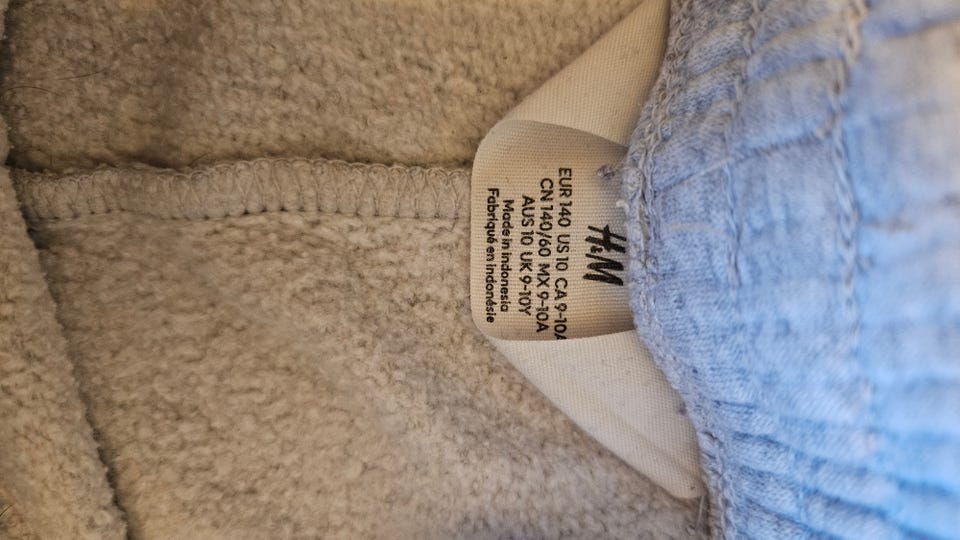 H&M
EUR 140 US 10 CA 9-10A
CN 140/60 MX 9-10A
AUS 10 UK 9-10Y
Made in indonesia
Fabriqué en indonésie